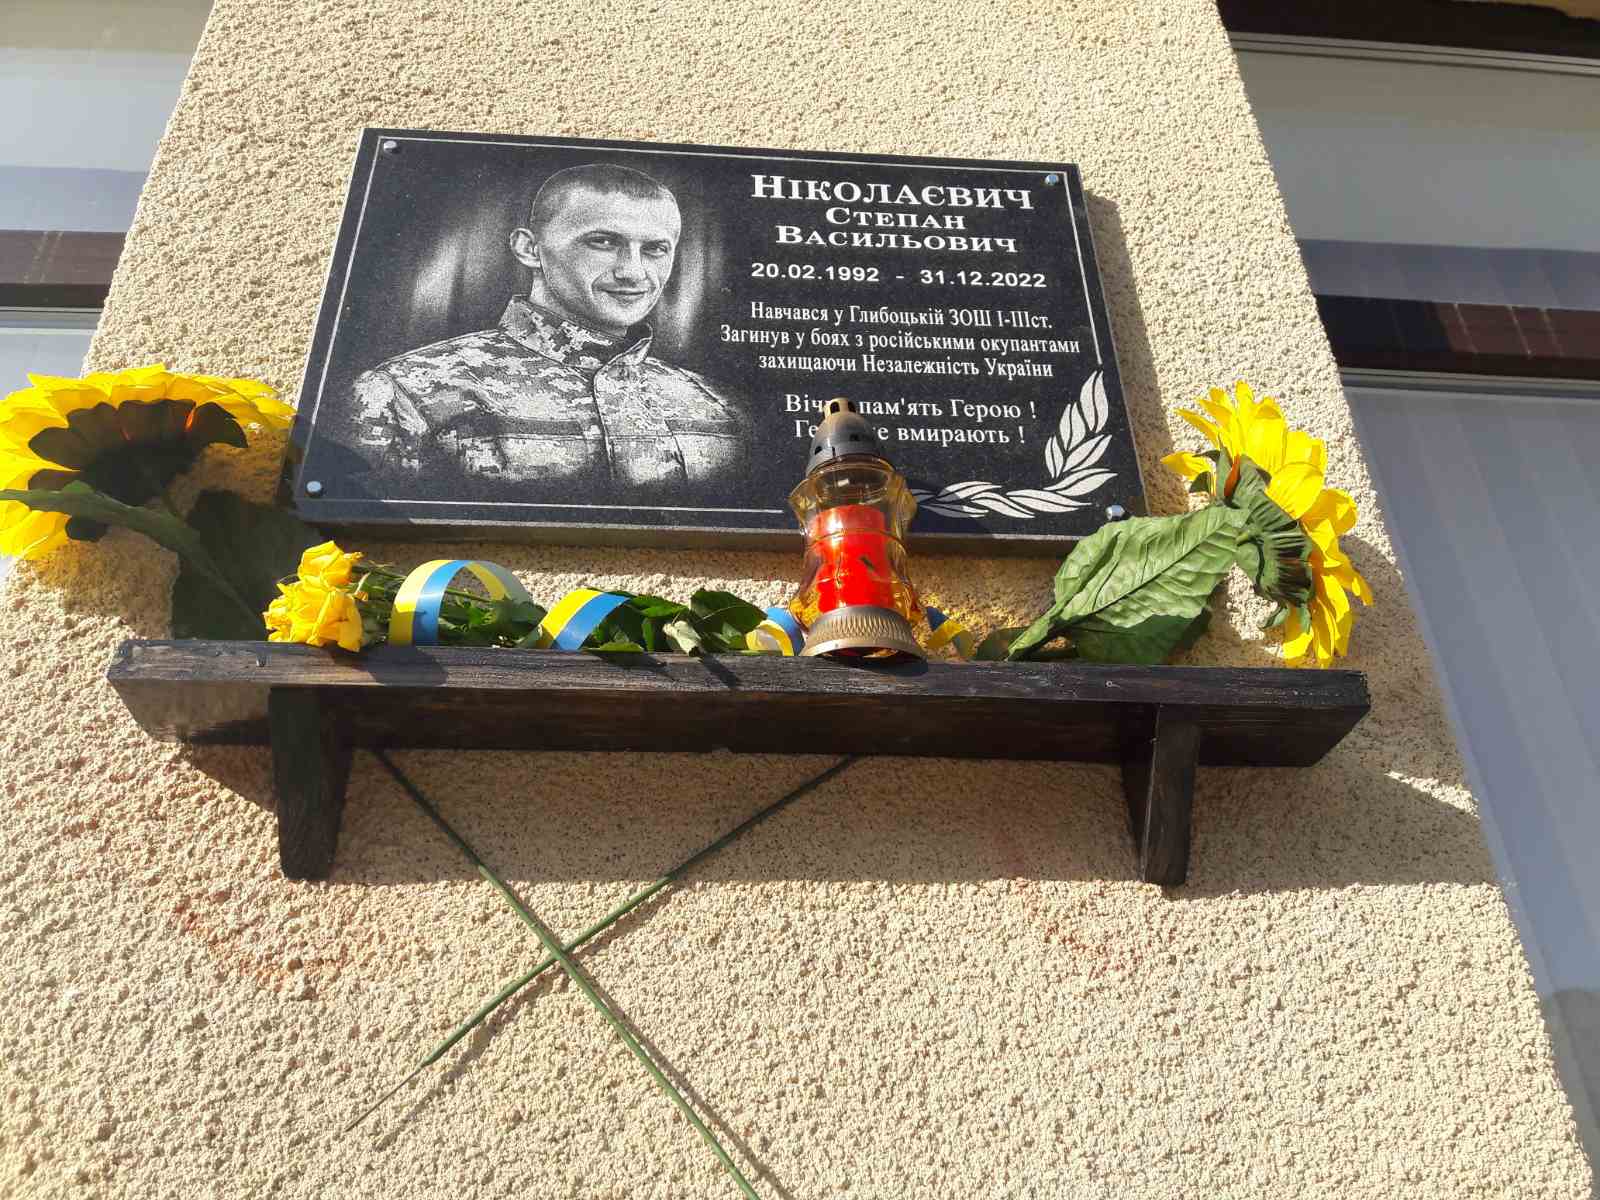 НІКОЛАЄВИЧ
СТЕПАН
ВАСИЛЬОВИЧ
20.02.1992 - 31.12.2022
Навчався у Глибоцькій ЗОШ І-ІІІст.
Загинув у боях з російськими окупантами
захищаючи Незалежність України
пам'ять Герою !
вмирають !